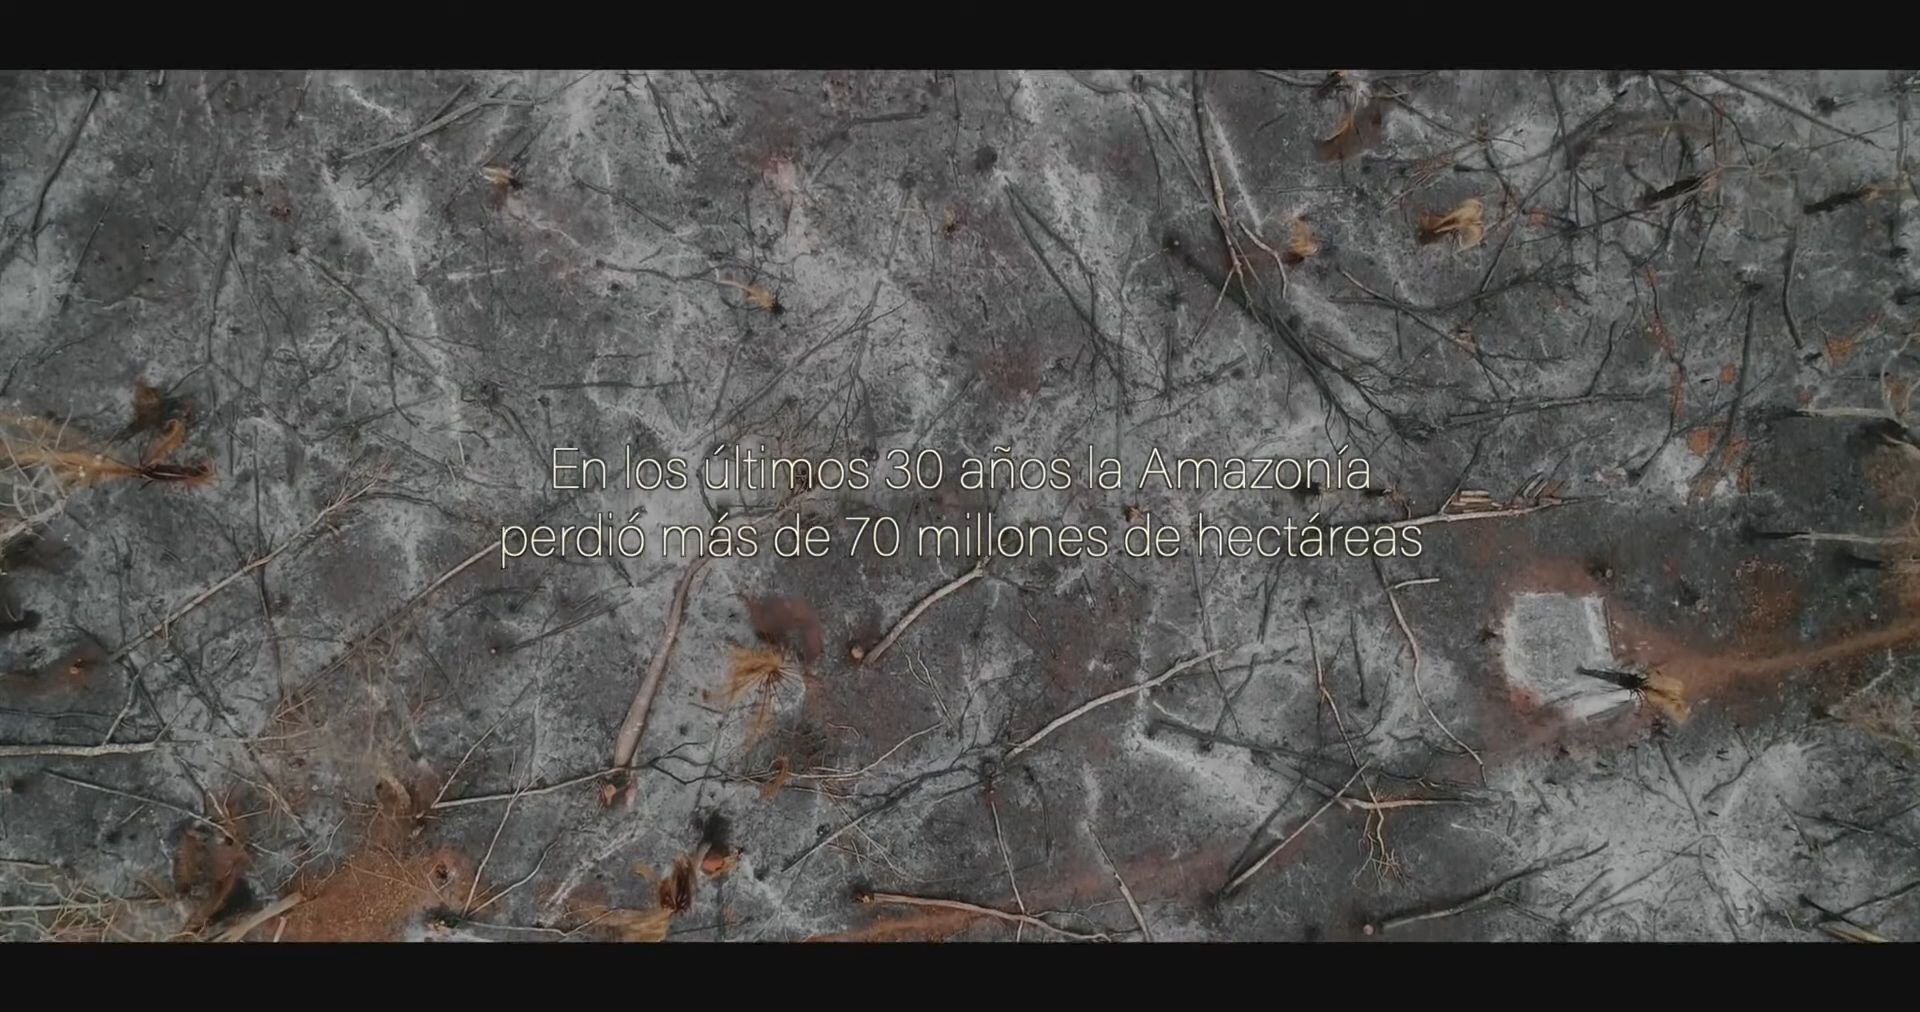 En los últimos 30 años la Amazonía
perdió más de 70 millones de hectáreas